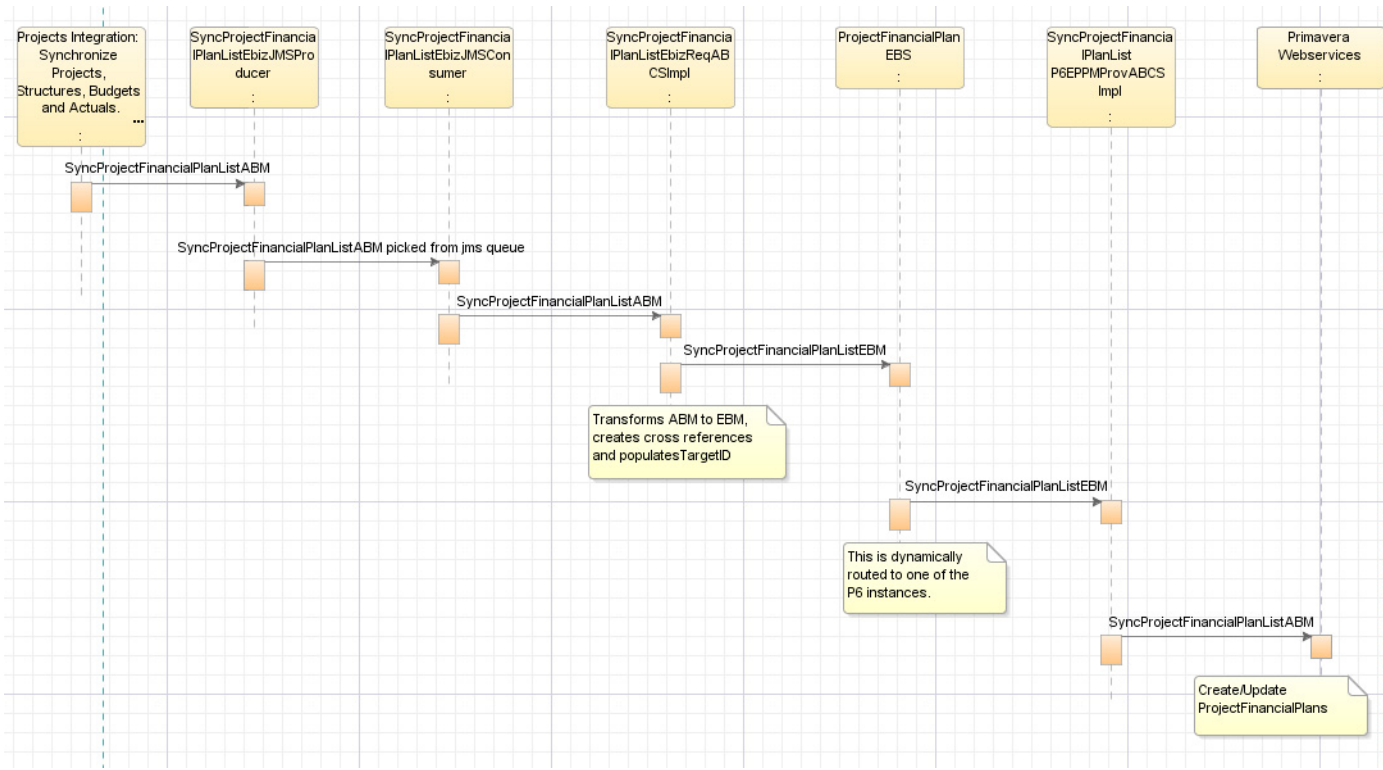 Projects Integration:
Synchronize
Projects,
Structures, Budgets
and Actuals.
...
:
SyncProjectFinancia
lPlanListEbizJMSPro
ducer
:
SyncProjectFinancia
lPlanListEbizJMSCon
sumer
:
SyncProjectFinancia
lPlanListEbizReqAB
CSImpl
:
ProjectFinancialPlan
EBS
:
SyncProjectFinancia
lPlanList
P6EPPMProvABCS
Impl
:
Primavera
Webservices
:
SyncProjectFinancialPlanListABM
SyncProjectFinancialPlanListABM picked from jms queue
SyncProjectFinancialPlanListABM
SyncProjectFinancialPlanListEBM
Transforms ABM to EBM,
creates cross references
and populatesTargetID
SyncProjectFinancialPlanListEBM
This is dynamically
routed to one of the
P6 instances.
SyncProjectFinancialPlanListABM
Create/Update
ProjectFinancialPlans